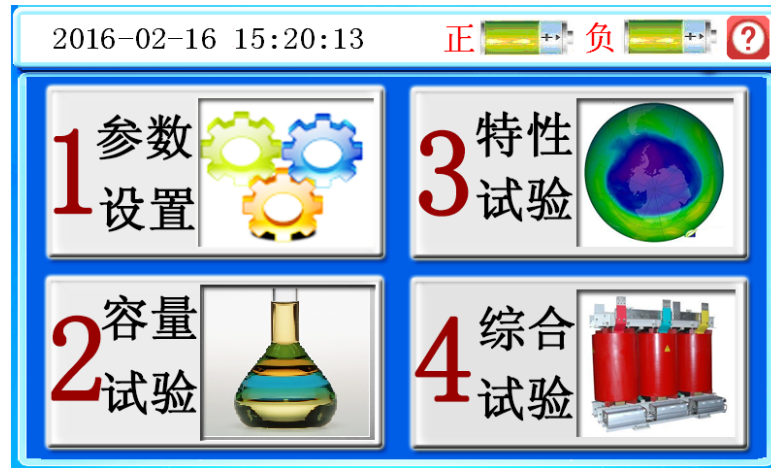 2016-02-16 15:20:13 正 负 ?
1 参数
设置
3 特性
试验
2 容量
试验
4 综合
试验